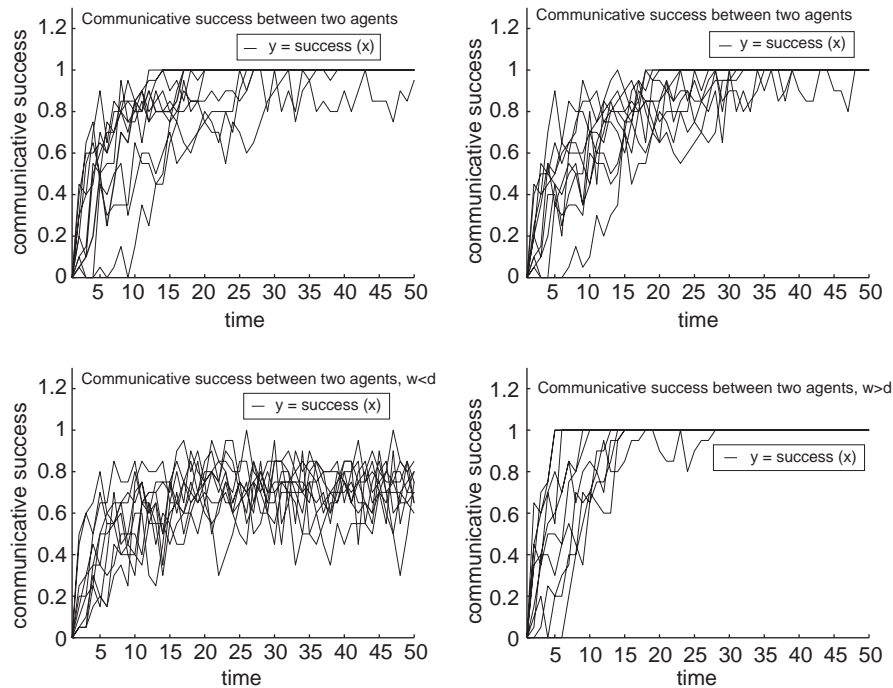 Communicative success between two agents
— y = success (x)
communicative success
1.2
1
0.8
0.6
0.4
0.2
0
5 10 15 20 25 30 35 40 45 50
time
Communicative success between two agents
— y = success (x)
communicative success
1.2
1
0.8
0.6
0.4
0.2
0
5 10 15 20 25 30 35 40 45 50
time
Communicative success between two agents, w<d
— y = success (x)
communicative success
1.2
1
0.8
0.6
0.4
0.2
0
5 10 15 20 25 30 35 40 45 50
time
Communicative success between two agents, w>d
— y = success (x)
communicative success
1.2
1
0.8
0.6
0.4
0.2
0
5 10 15 20 25 30 35 40 45 50
time